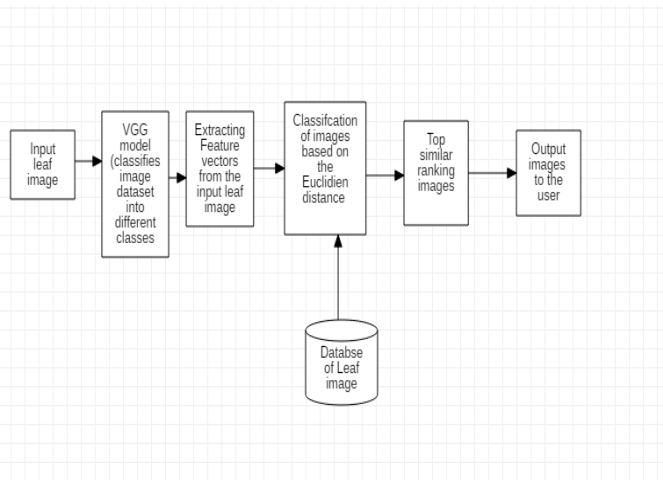 Input
leaf
image
VGG
model
(classifies
image
dataset
into
different
classes
Extracting
Feature
vectors
from the
input leaf
image
Classifcation
of images
based on
the
Euclidien
distance
Top
similar
ranking
images
Output
images
to the
user
Databse
of Leaf
image